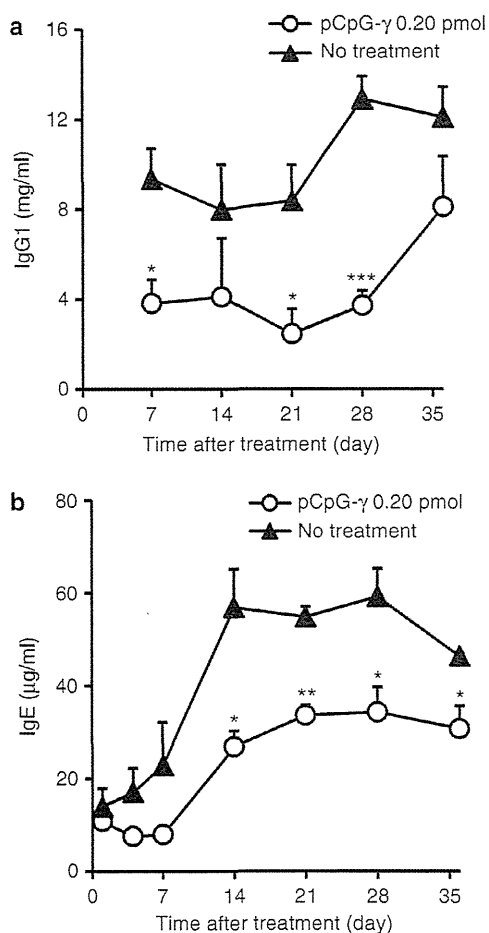 a
pCpG-γ 0.20 pmol
No treatment
16
12
8
4
0
IgG1 (mg/ml)
*
*
***
0 7 14 21 28 35
Time after treatment (day)
b
pCpG-γ 0.20 pmol
No treatment
80
60
40
20
0
IgE (μg/ml)
*
**
*
*
0 7 14 21 28 35
Time after treatment (day)